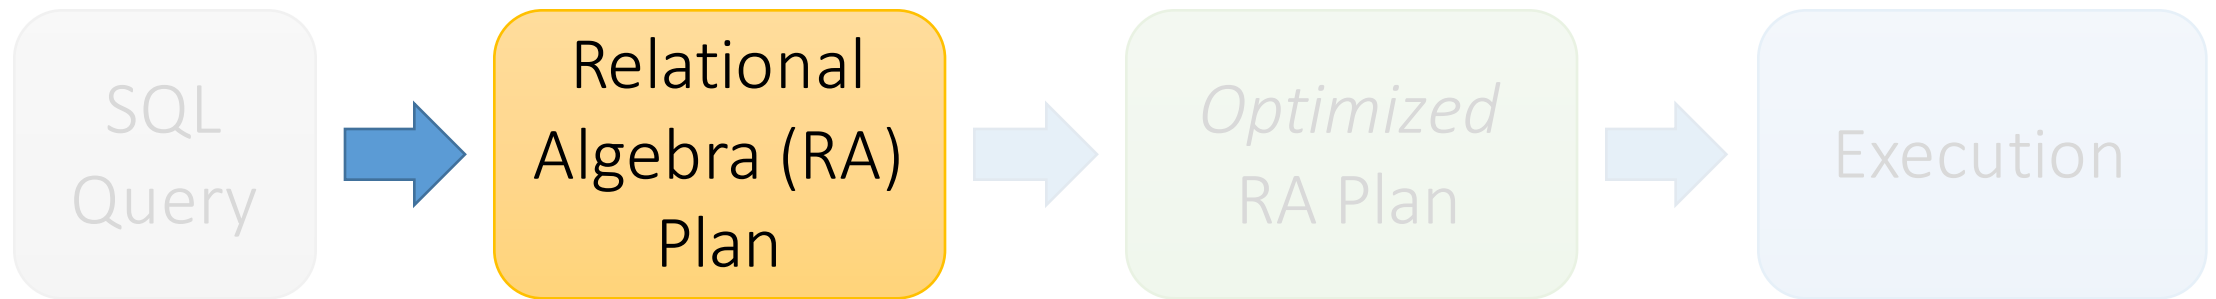 SQL
Query
Relational
Algebra (RA)
Plan
Optimized
RA Plan
Execution